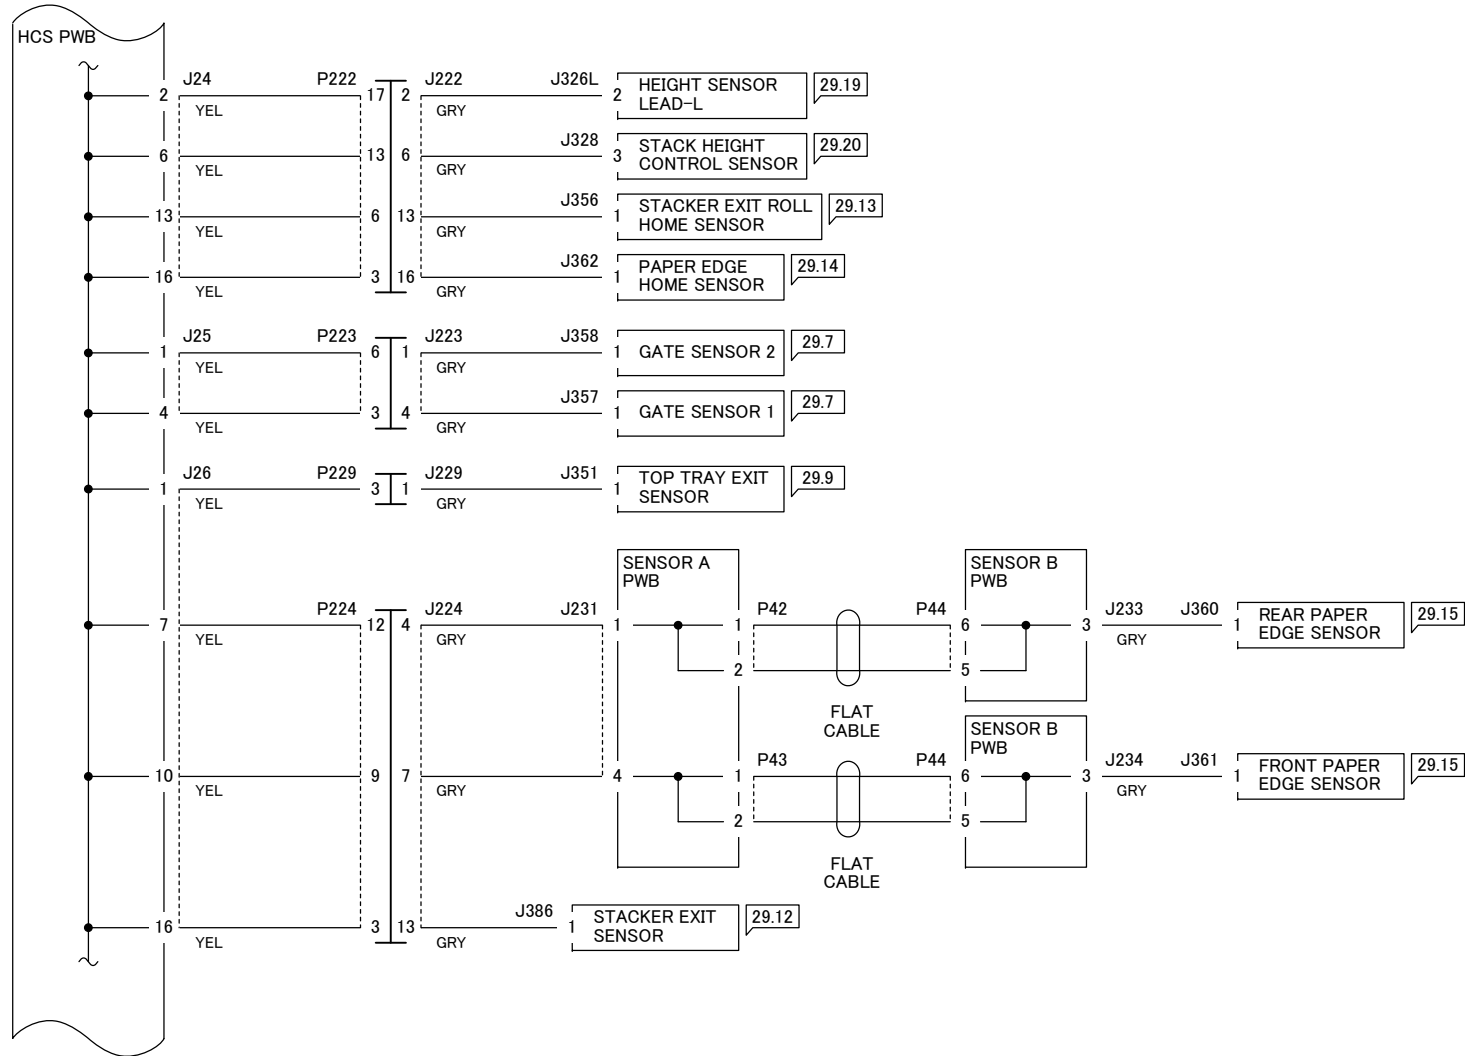 HCS PWB
J24 P222 J222 J326L
2 17 2 2 HEIGHT SENSOR 29.19
LEAD-L
YEL GRY
J328
6 13 6 3 STACK HEIGHT 29.20
CONTROL SENSOR
YEL GRY
J356
13 6 13 1 STACKER EXIT ROLL 29.13
HOME SENSOR
YEL GRY
J362
16 3 16 1 PAPER EDGE 29.14
HOME SENSOR
YEL GRY
J25 P223 J223 J358
1 6 1 1 GATE SENSOR 2 29.7
YEL GRY
J357
4 3 4 1 GATE SENSOR 1 29.7
YEL GRY
J26 P229 J229 J351
1 3 1 1 TOP TRAY EXIT 29.9
SENSOR
YEL GRY
SENSOR A SENSOR B
PWB PWB
P224 J224 J231 P42 P44 J233 J360
7 12 4 1 1 6 3 1 REAR PAPER 29.15
EDGE SENSOR
YEL GRY GRY
2 5
FLAT
CABLE
SENSOR B
PWB
P43 P44 J234 J361
10 9 7 4 1 6 3 1 FRONT PAPER 29.15
EDGE SENSOR
YEL GRY GRY
2 5
FLAT
CABLE
J386
16 3 13 1 STACKER EXIT 29.12
SENSOR
YEL GRY